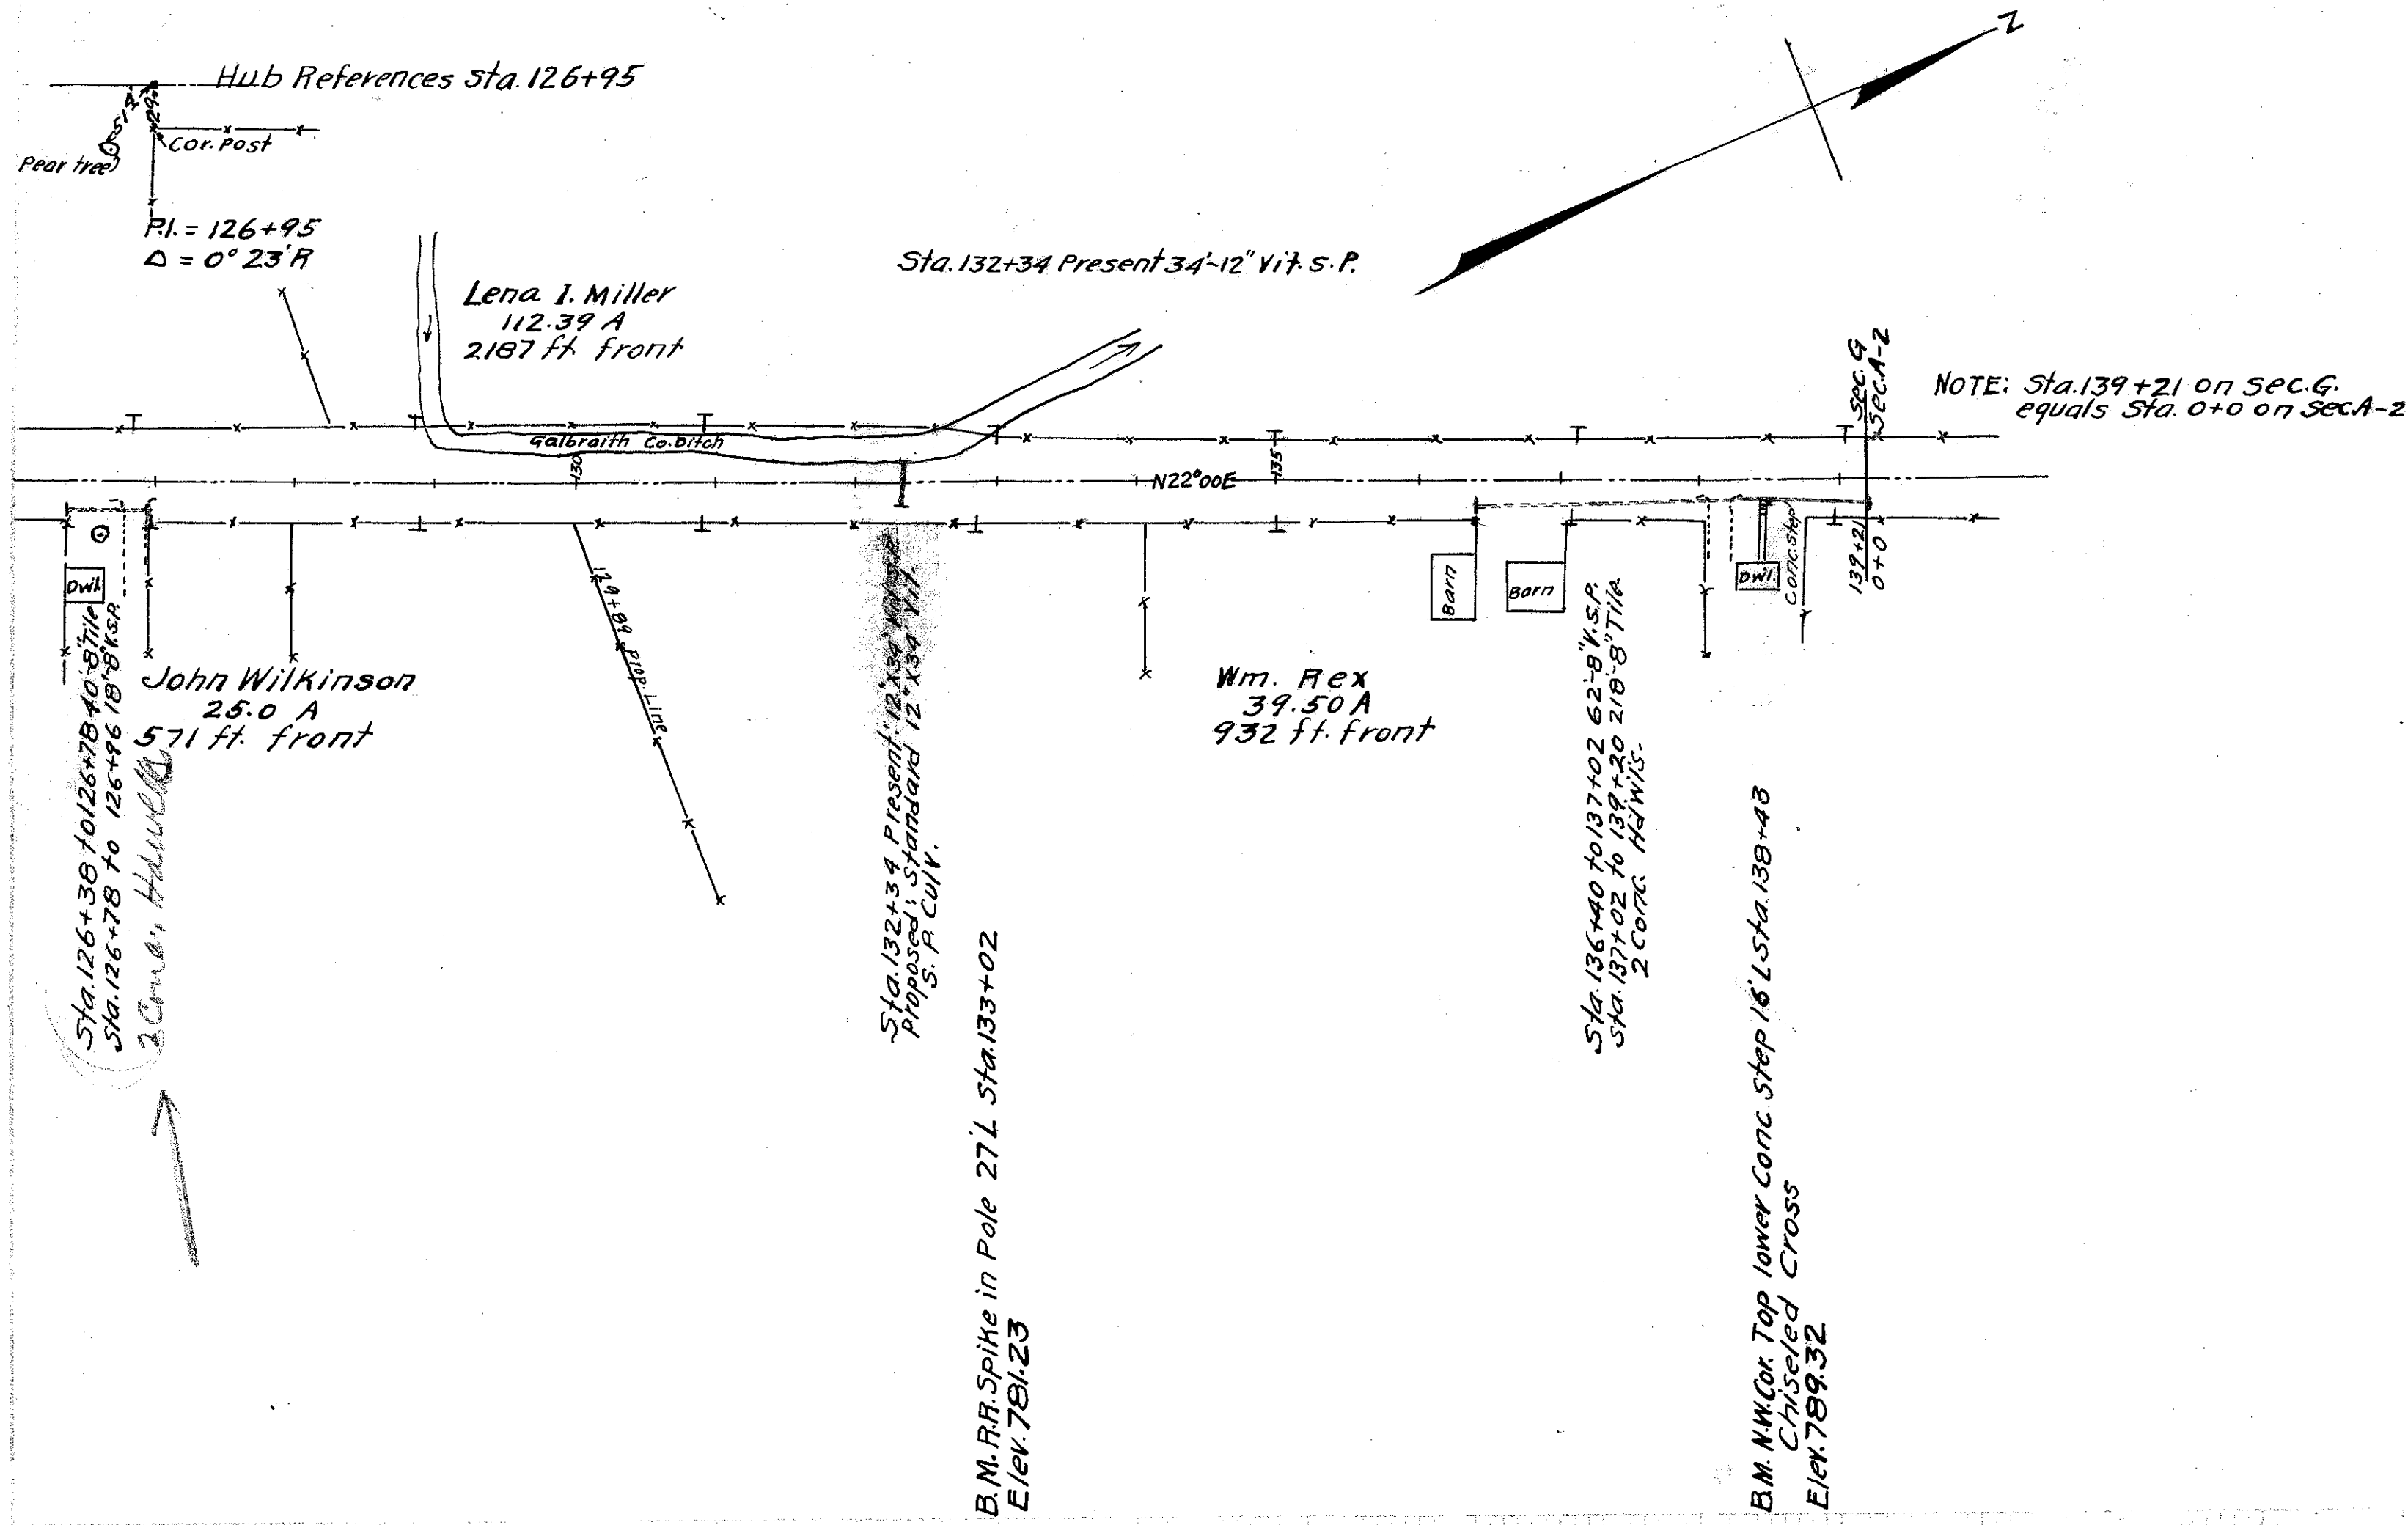 Hub References Sta. 126+95
Cor. Post
Pear tree
P.I. = 126+95
Δ = 0° 23' R
Z
Lena I. Miller
112.39 A
2187 ft. front
Sta. 132+34 Present 34'-12" Vit. S. P.
Sec. G
Sec. A-2
NOTE: Sta. 139+21 on Sec. G.
equals Sta. 0+0 on Sec A-2
Galbraith Co. Ditch
130
N22°00E
135
139+21
0+0
Dwl.
Barn
Barn
Dwl.
Conc. Step
129+89 Prop. Line
John Wilkinson
25.0 A
571 ft. front
Wm. Rex
39.50 A
932 ft. front
Sta. 126+38 to 126+78 40'-8" Tile
Sta. 126+78 to 126+96 18'-8" V.S.P.
2 Conc. Hdwells
Sta. 132+34 Present: 12"x34'
Proposed: Standard 12"x34' Vit.
S. P. Culv.
Sta. 136+40 to 137+02 62'-8" V.S.P.
Sta. 137+02 to 139+20 218'-8" Tile
2 Conc. Hdwls.
B.M. R.R. Spike in Pole 27' L Sta. 133+02
Elev. 781.23
B.M. N.W. Cor. Top lower Conc. Step 16' L Sta. 138+43
Chiseled Cross
Elev. 789.32